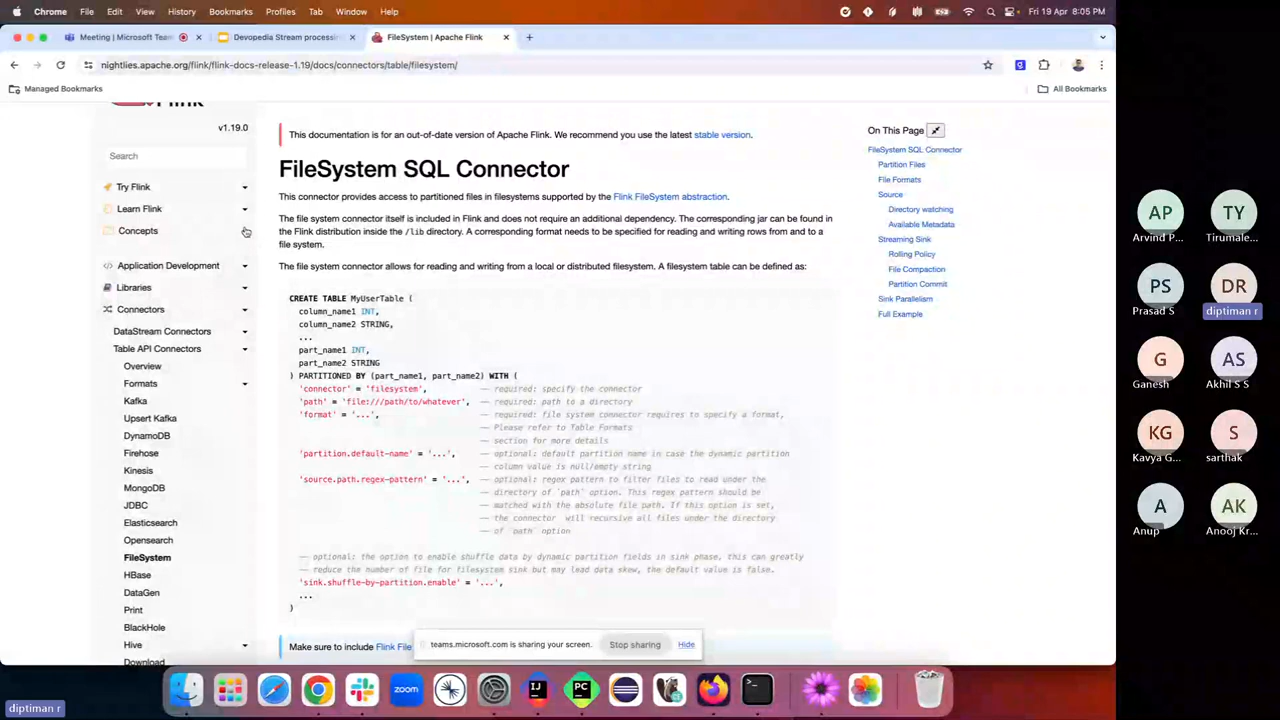 Chrome File Edit View History Bookmarks Profiles Tab Window Help Fri 19 Apr 8:05 PM
Meeting | Microsoft Team
Devopedia Stream processin
FileSystem | Apache Flink
nightlies.apache.org/flink/flink-docs-release-1.19/docs/connectors/table/filesystem/
Managed Bookmarks
All Bookmarks
v1.19.0
Search
Try Flink
Learn Flink
Concepts
Application Development
Libraries
Connectors
DataStream Connectors
Table API Connectors
Overview
Formats
Kafka
Upsert Kafka
DynamoDB
Firehose
Kinesis
MongoDB
JDBC
Elasticsearch
Opensearch
FileSystem
HBase
DataGen
Print
BlackHole
Hive
Download
This documentation is for an out-of-date version of Apache Flink. We recommend you use the latest stable version.
FileSystem SQL Connector
This connector provides access to partitioned files in filesystems supported by the Flink FileSystem abstraction.
The file system connector itself is included in Flink and does not require an additional dependency. The corresponding jar can be found
in the Flink distribution inside the /lib directory. A corresponding format needs to be specified for reading and writing rows from and to a
file system.
The file system connector allows for reading and writing from a local or distributed filesystem. A filesystem table can be defined as:
CREATE TABLE MyUserTable (
column_name1 INT,
column_name2 STRING,
...
part_name1 INT,
part_name2 STRING
) PARTITIONED BY (part_name1, part_name2) WITH (
'connector' = 'filesystem', -- required: specify the connector
'path' = 'file:///path/to/whatever', -- required: path to a directory
'format' = '...', -- required: file system connector requires to specify a format,
-- Please refer to Table Formats
-- section for more details
'partition.default-name' = '...', -- optional: default partition name in case the dynamic partition
-- column value is null/empty string
'source.path.regex-pattern' = '...', -- optional: regex pattern to filter files to read under the
-- directory of `path` option. This regex pattern should be
-- matched with the absolute file path. If this option is set,
-- the connector will recursive all files under the directory
-- of `path` option
-- optional: the option to enable shuffle data by dynamic partition fields in sink phase, this can greatly
-- reduce the number of file for filesystem sink but may lead data skew, the default value is false.
'sink.shuffle-by-partition.enable' = '...',
...
)
Make sure to include Flink File
teams.microsoft.com is sharing your screen. Stop sharing Hide
On This Page
FileSystem SQL Connector
Partition Files
File Formats
Source
Directory watching
Available Metadata
Streaming Sink
Rolling Policy
File Compaction
Partition Commit
Sink Parallelism
Full Example
zoom
IJ
PC
AP TY
Arvind P... Tirumale...
PS DR
Prasad S diptiman r
G AS
Ganesh Akhil S S
KG S
Kavya G... sarthak
A AK
Anup Anooj Kr...
diptiman r